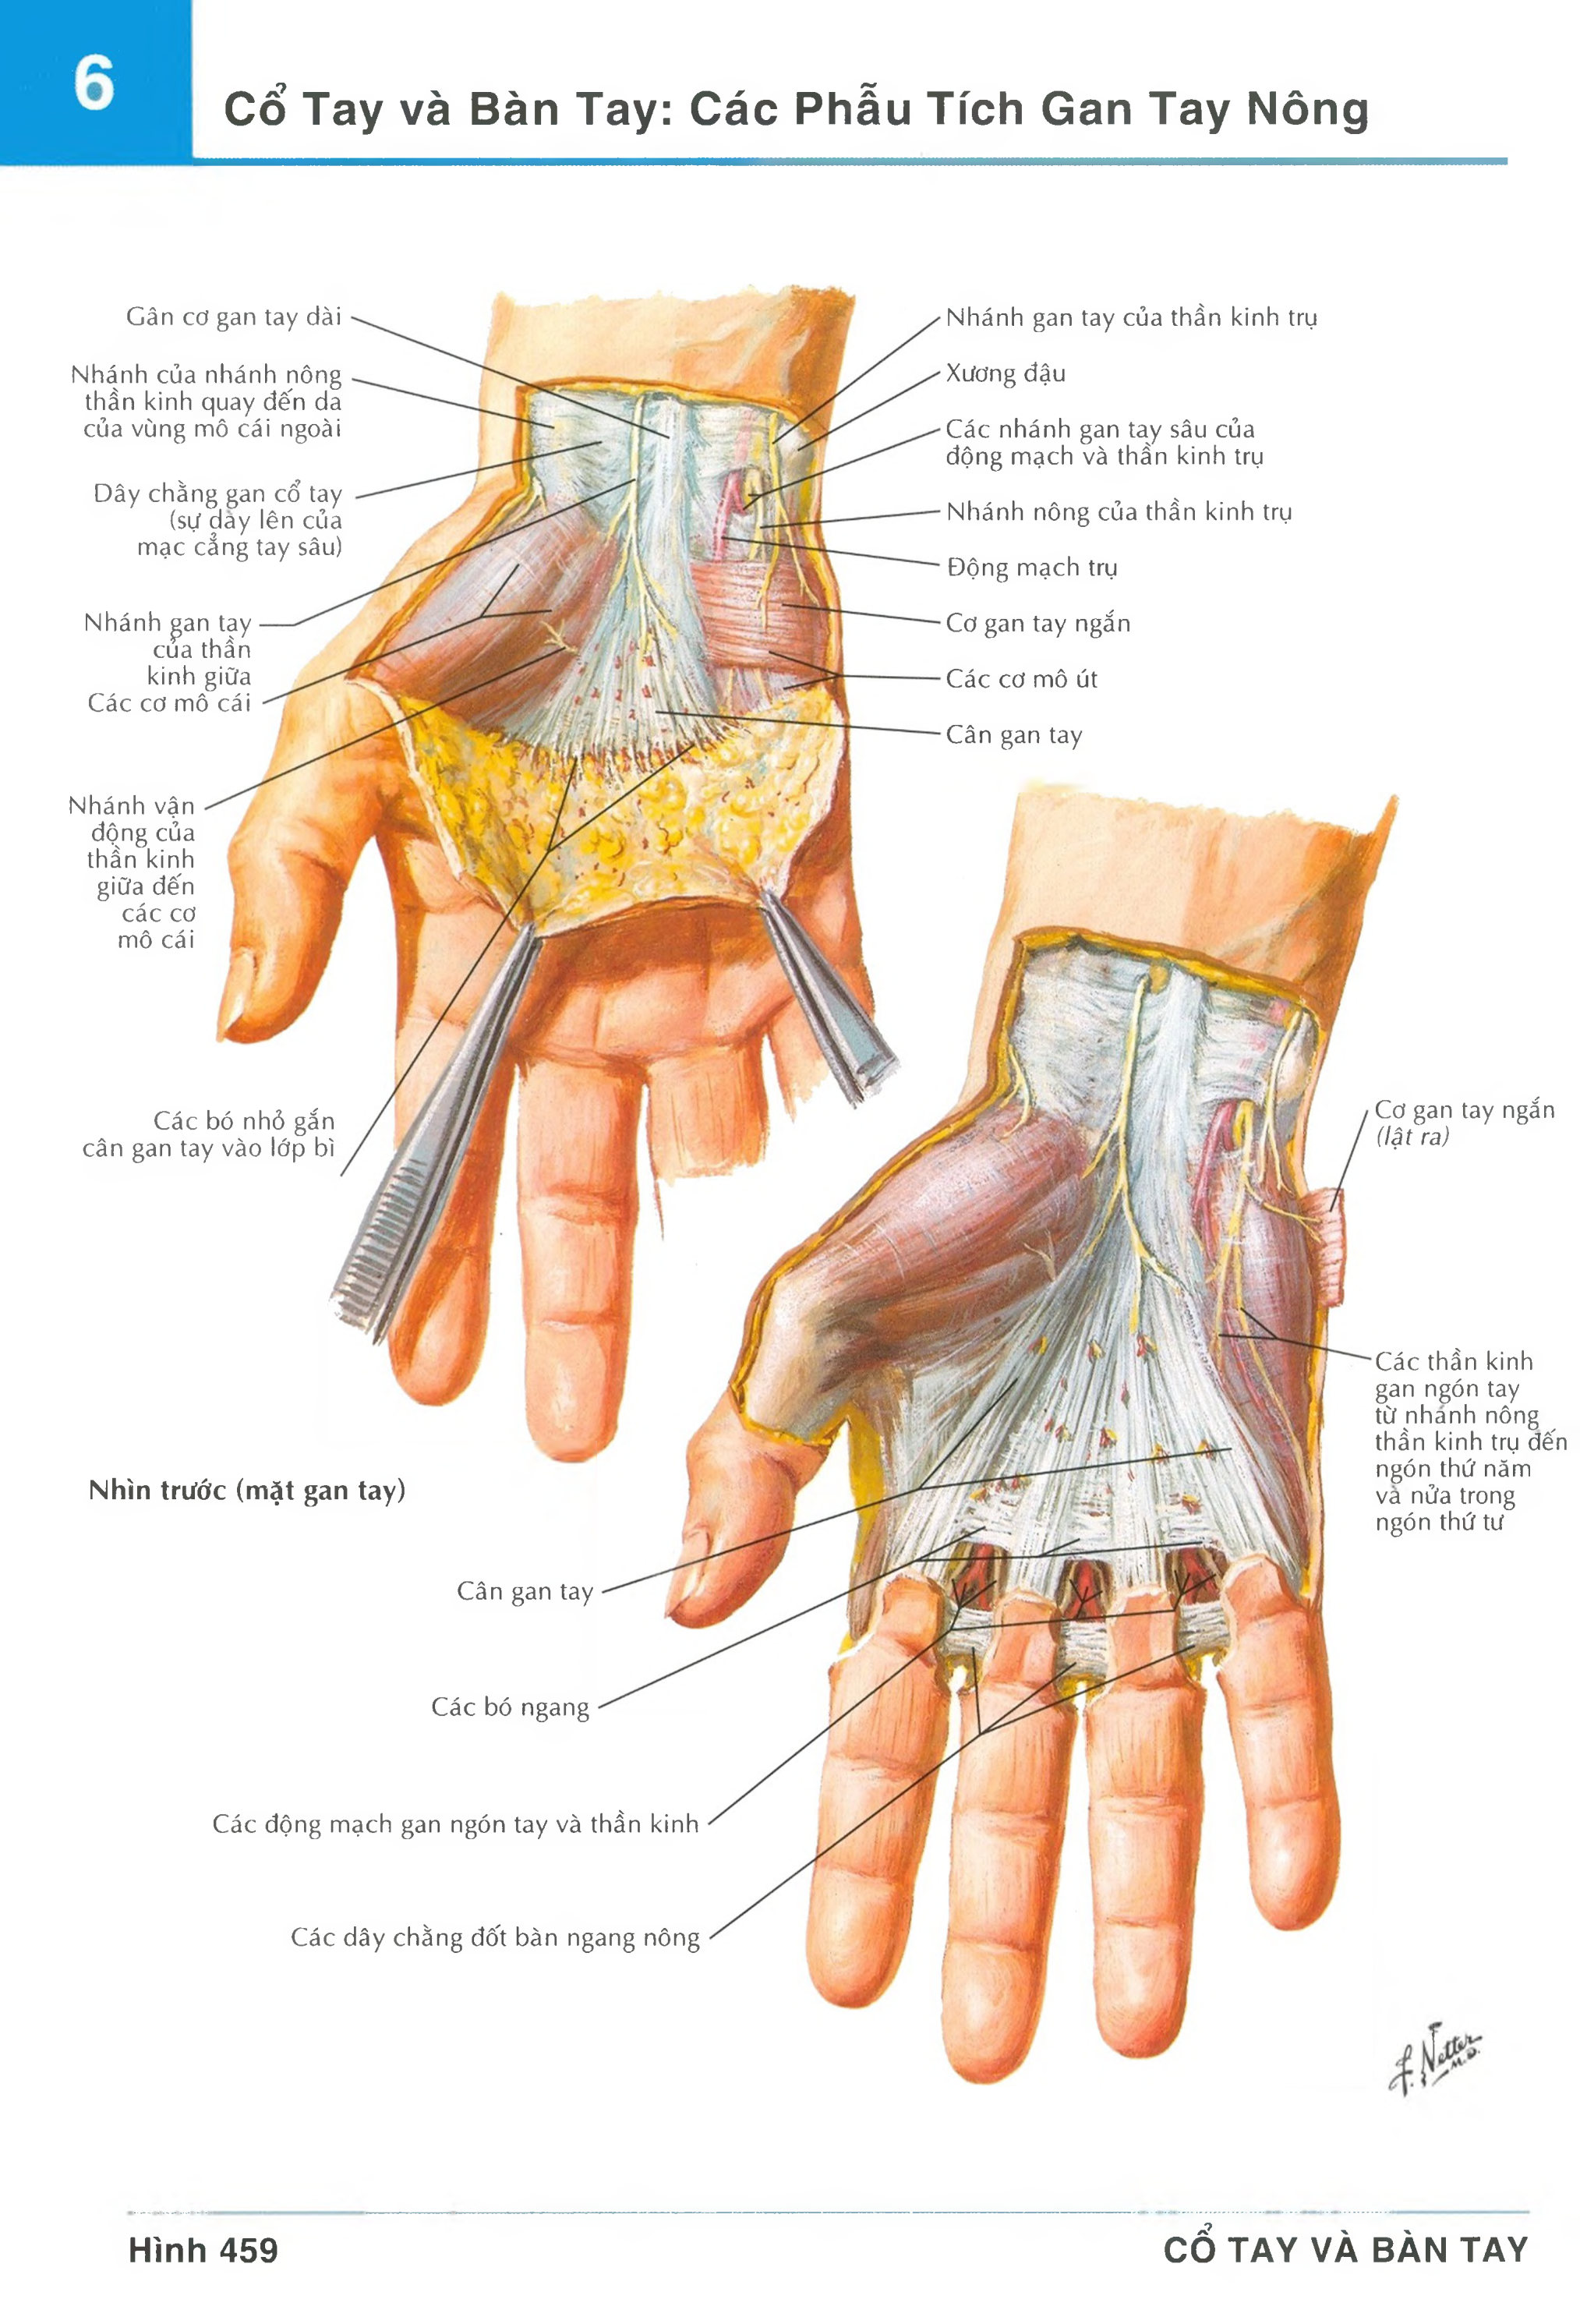 6
Cổ Tay và Bàn Tay: Các Phẫu Tích Gan Tay Nông
Gân cơ gan tay dài
Nhánh của nhánh nông
thần kinh quay đến da
của vùng mô cái ngoài
Dây chằng gan cổ tay
(sự dày lên của
mạc cẳng tay sâu)
Nhánh gan tay
của thần
kinh giữa
Các cơ mô cái
Nhánh vận
động của
thần kinh
giữa đến
các cơ
mô cái
Các bó nhỏ gắn
cân gan tay vào lớp bì
Nhánh gan tay của thần kinh trụ
Xương đậu
Các nhánh gan tay sâu của
động mạch và thần kinh trụ
Nhánh nông của thần kinh trụ
Động mạch trụ
Cơ gan tay ngắn
Các cơ mô út
Cân gan tay
Cơ gan tay ngắn
(lật ra)
Các thần kinh
gan ngón tay
từ nhánh nông
thần kinh trụ đến
ngón thứ năm
và nửa trong
ngón thứ tư
Nhìn trước (mặt gan tay)
Cân gan tay
Các bó ngang
Các động mạch gan ngón tay và thần kinh
Các dây chằng đốt bàn ngang nông
F. Netter
M.D.
Hình 459
CỔ TAY VÀ BÀN TAY